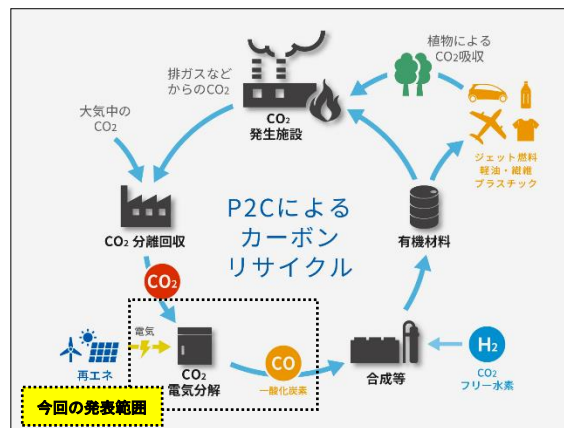 植物による
CO2吸収
排ガスなど
からのCO2
大気中の
CO2
CO2
発生施設
ジェット燃料
軽油・繊維
プラスチック
P2Cによる
カーボン
リサイクル
CO2 分離回収
有機材料
CO2
電気
再エネ
CO2
電気分解
CO
一酸化炭素
合成等
H2
CO2
フリー水素
今回の発表範囲